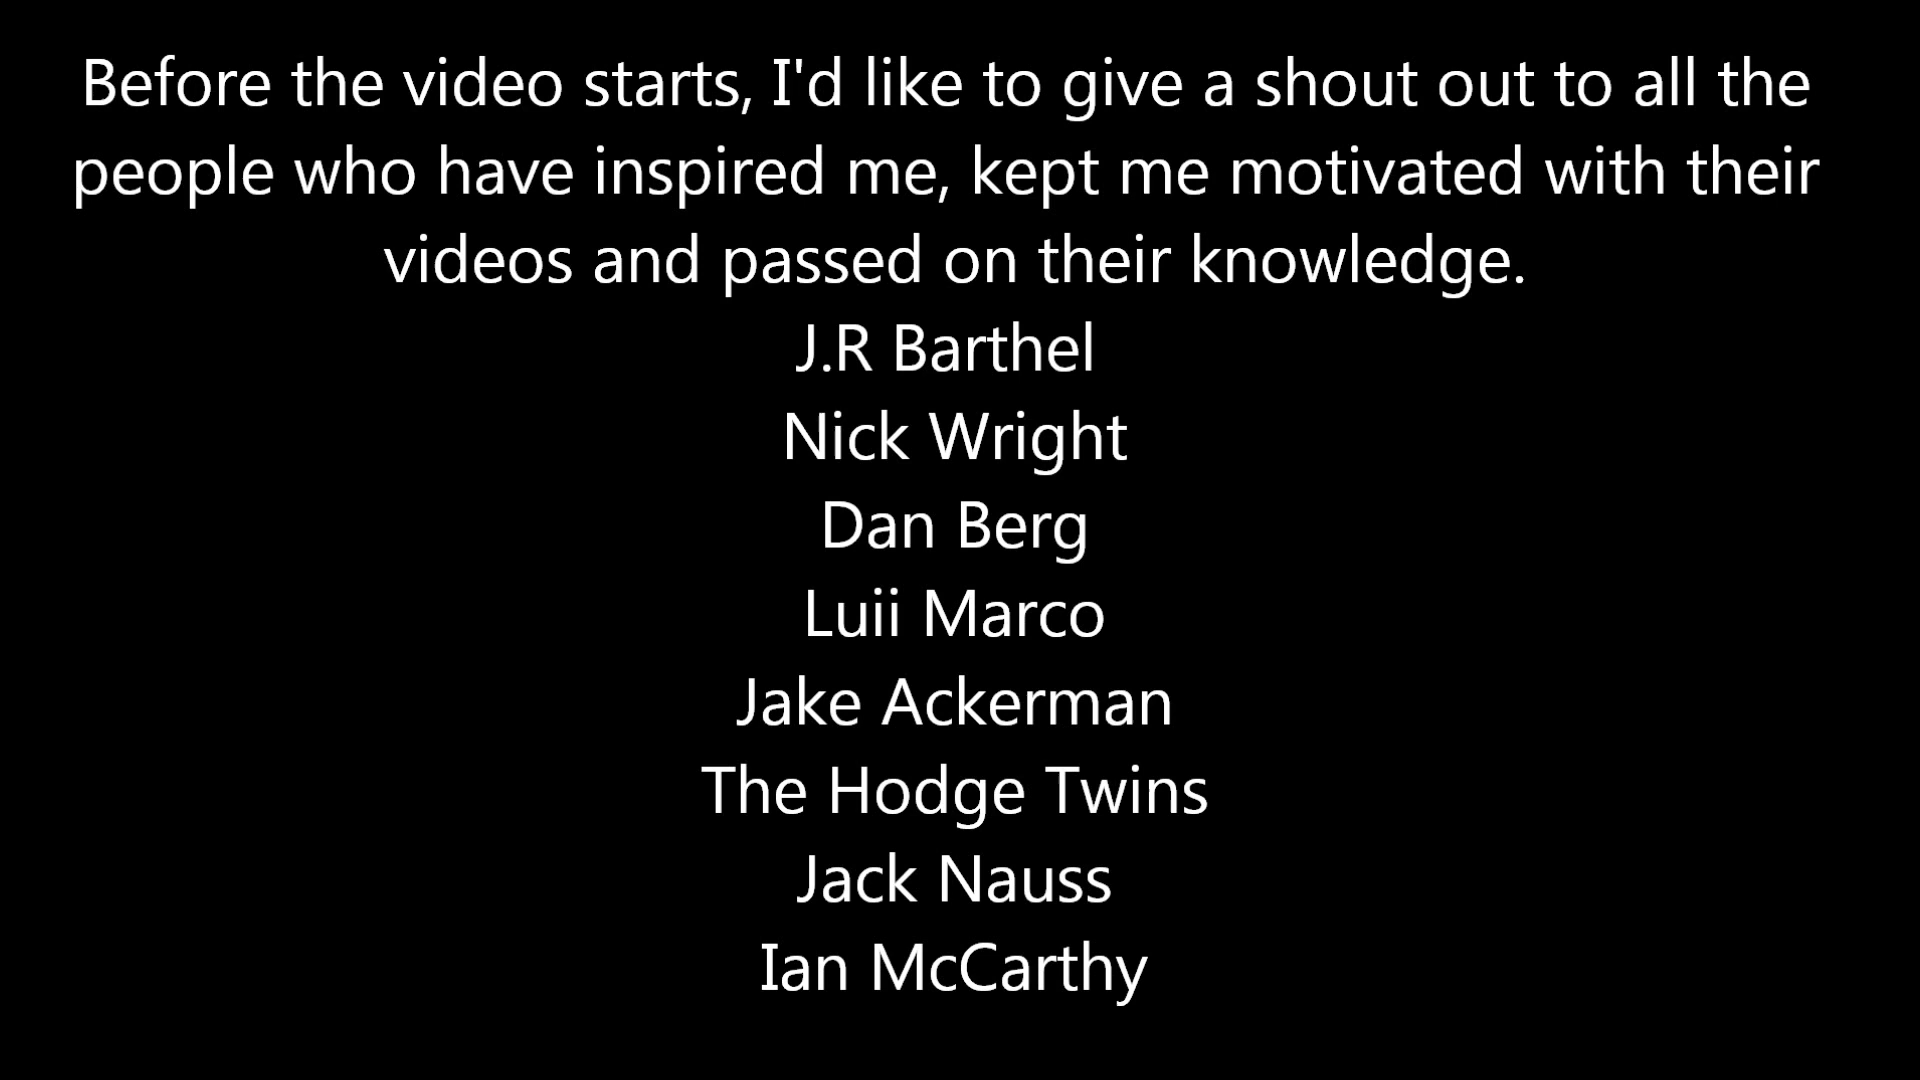 Before the video starts, I'd like to give a shout out to all the
people who have inspired me, kept me motivated with their
videos and passed on their knowledge.
J.R Barthel
Nick Wright
Dan Berg
Luii Marco
Jake Ackerman
The Hodge Twins
Jack Nauss
Ian McCarthy